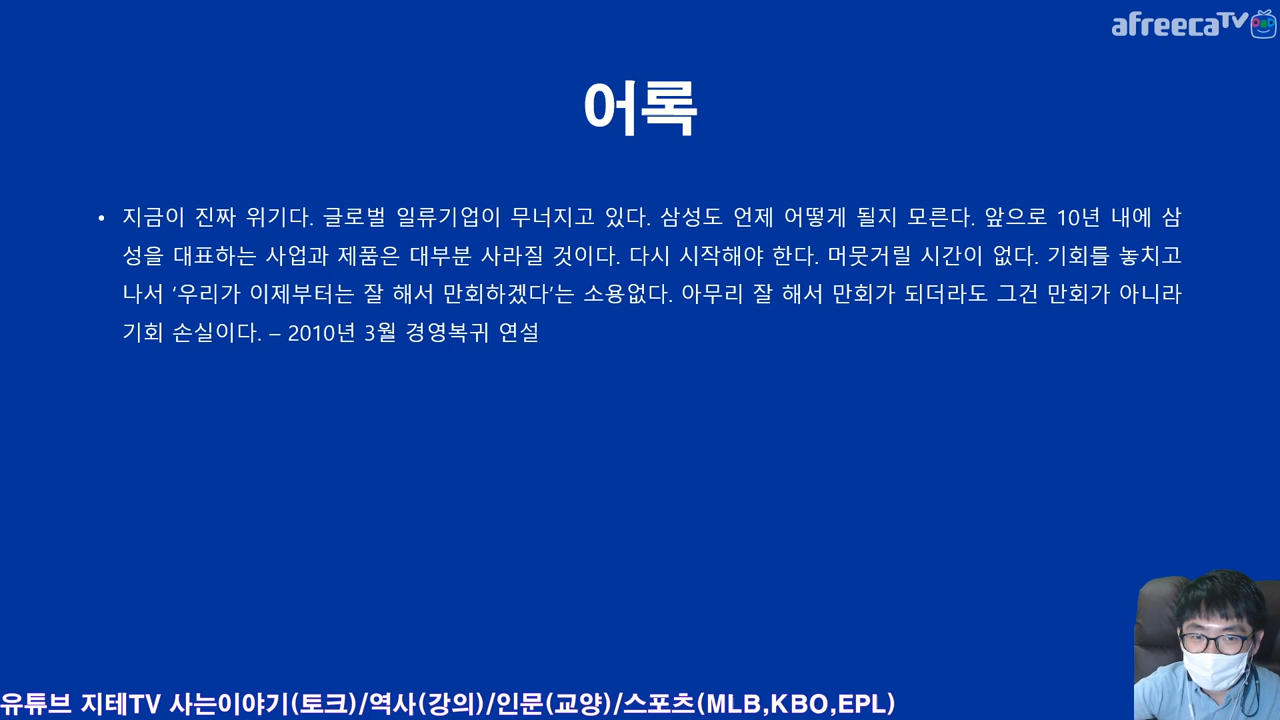 afreecaTV
어록
• 지금이 진짜 위기다. 글로벌 일류기업이 무너지고 있다. 삼성도 언제 어떻게 될지 모른다. 앞으로 10년 내에 삼
성을 대표하는 사업과 제품은 대부분 사라질 것이다. 다시 시작해야 한다. 머뭇거릴 시간이 없다. 기회를 놓치고
나서 ‘우리가 이제부터는 잘 해서 만회하겠다’는 소용없다. 아무리 잘 해서 만회가 되더라도 그건 만회가 아니라
기회 손실이다. – 2010년 3월 경영복귀 연설
유튜브 지테TV 사는이야기(토크)/역사(강의)/인문(교양)/스포츠(MLB,KBO,EPL)